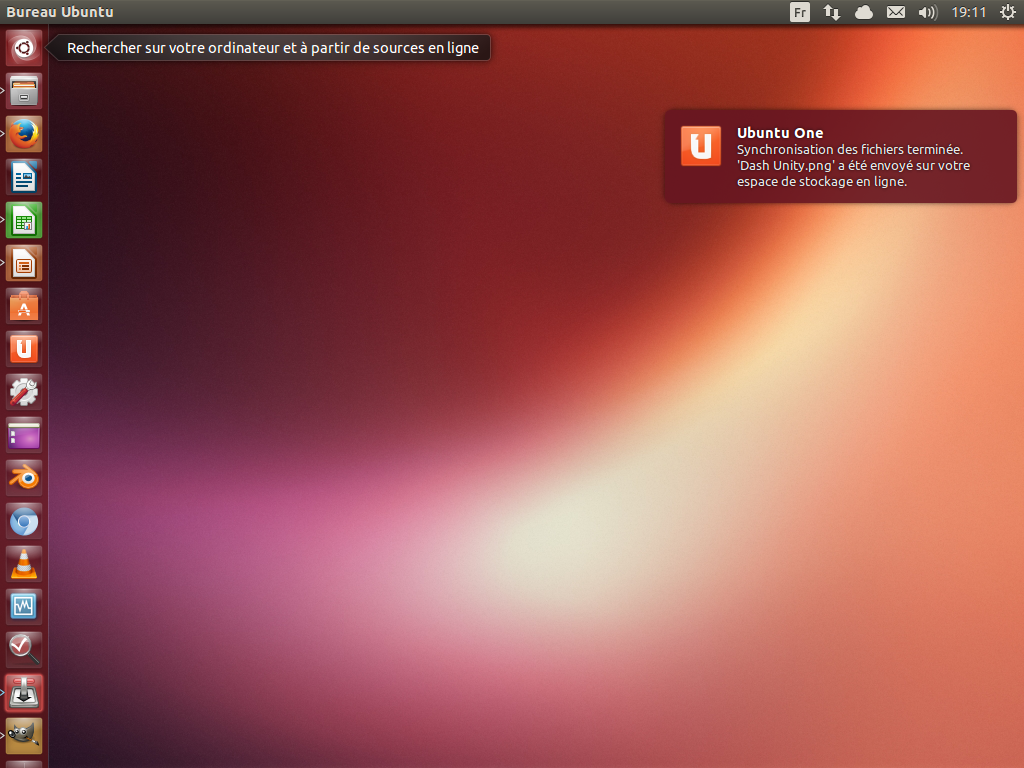 Bureau Ubuntu
Fr
19:11
Rechercher sur votre ordinateur et à partir de sources en ligne
Ubuntu One
Synchronisation des fichiers terminée.
'Dash Unity.png' a été envoyé sur votre
espace de stockage en ligne.